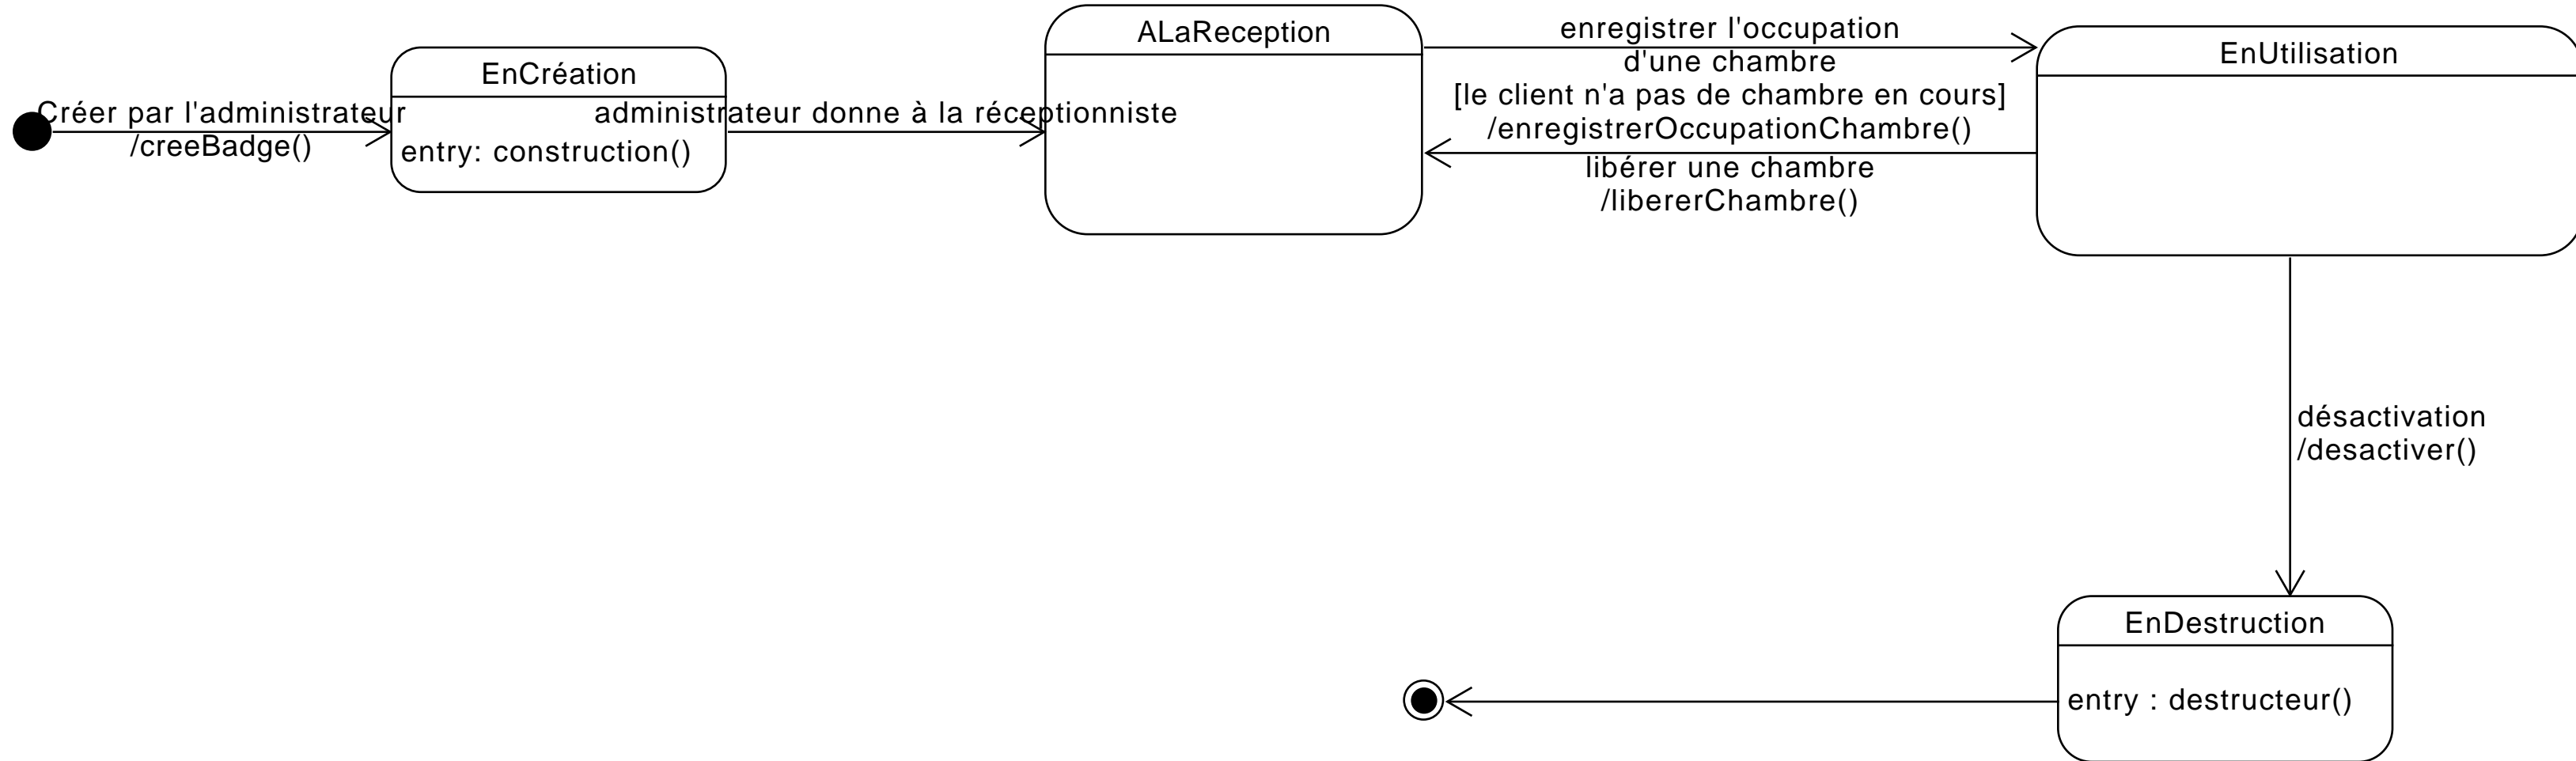 ALaReception
enregistrer l'occupation
d'une chambre
[le client n'a pas de chambre en cours]
/enregistrerOccupationChambre()
EnUtilisation
EnCréation
Créer par l'administrateur
/creeBadge()
entry: construction()
administrateur donne à la réceptionniste
libérer une chambre
/libererChambre()
désactivation
/desactiver()
EnDestruction
entry : destructeur()